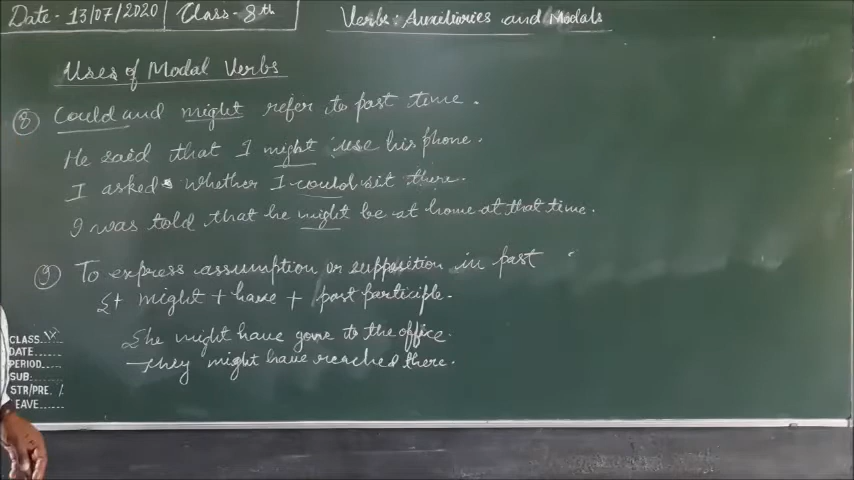 Date - 13/07/2020 Class - 8th
Verbs: Auxiliaries and Modals
Uses of Modal Verbs
8 Could and might refer to past time.
He said that I might use his phone.
I asked whether I could sit there.
I was told that he might be at home at that time.
9 To express assumption or supposition in past
S + might + have + past participle.
She might have gone to the office.
They might have reached there.
CLASS......
DATE......
PERIOD.....
SUB:......
STR/PRE.
EAVE......